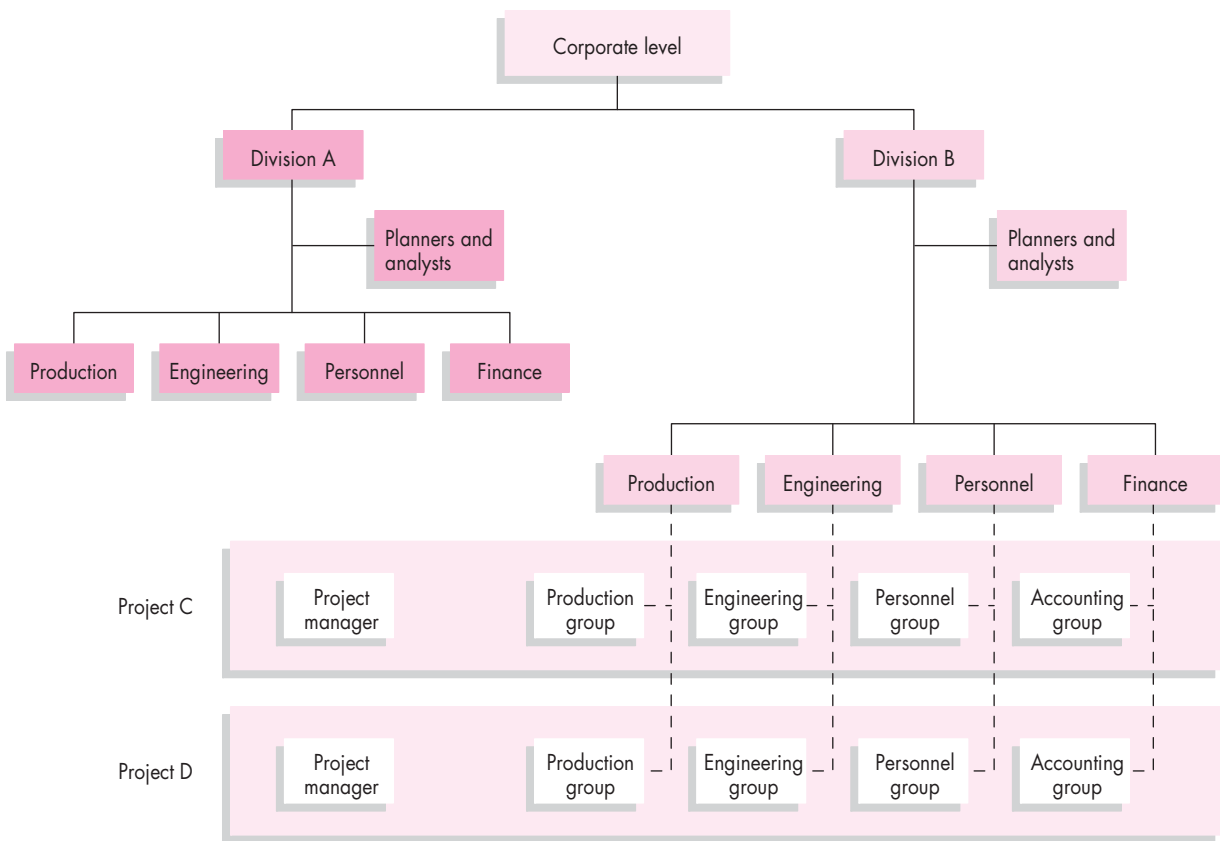 Corporate level
Division A
Division B
Planners and
analysts
Planners and
analysts
Production
Engineering
Personnel
Finance
Production
Engineering
Personnel
Finance
Project C
Project
manager
Production
group
Engineering
group
Personnel
group
Accounting
group
Project D
Project
manager
Production
group
Engineering
group
Personnel
group
Accounting
group